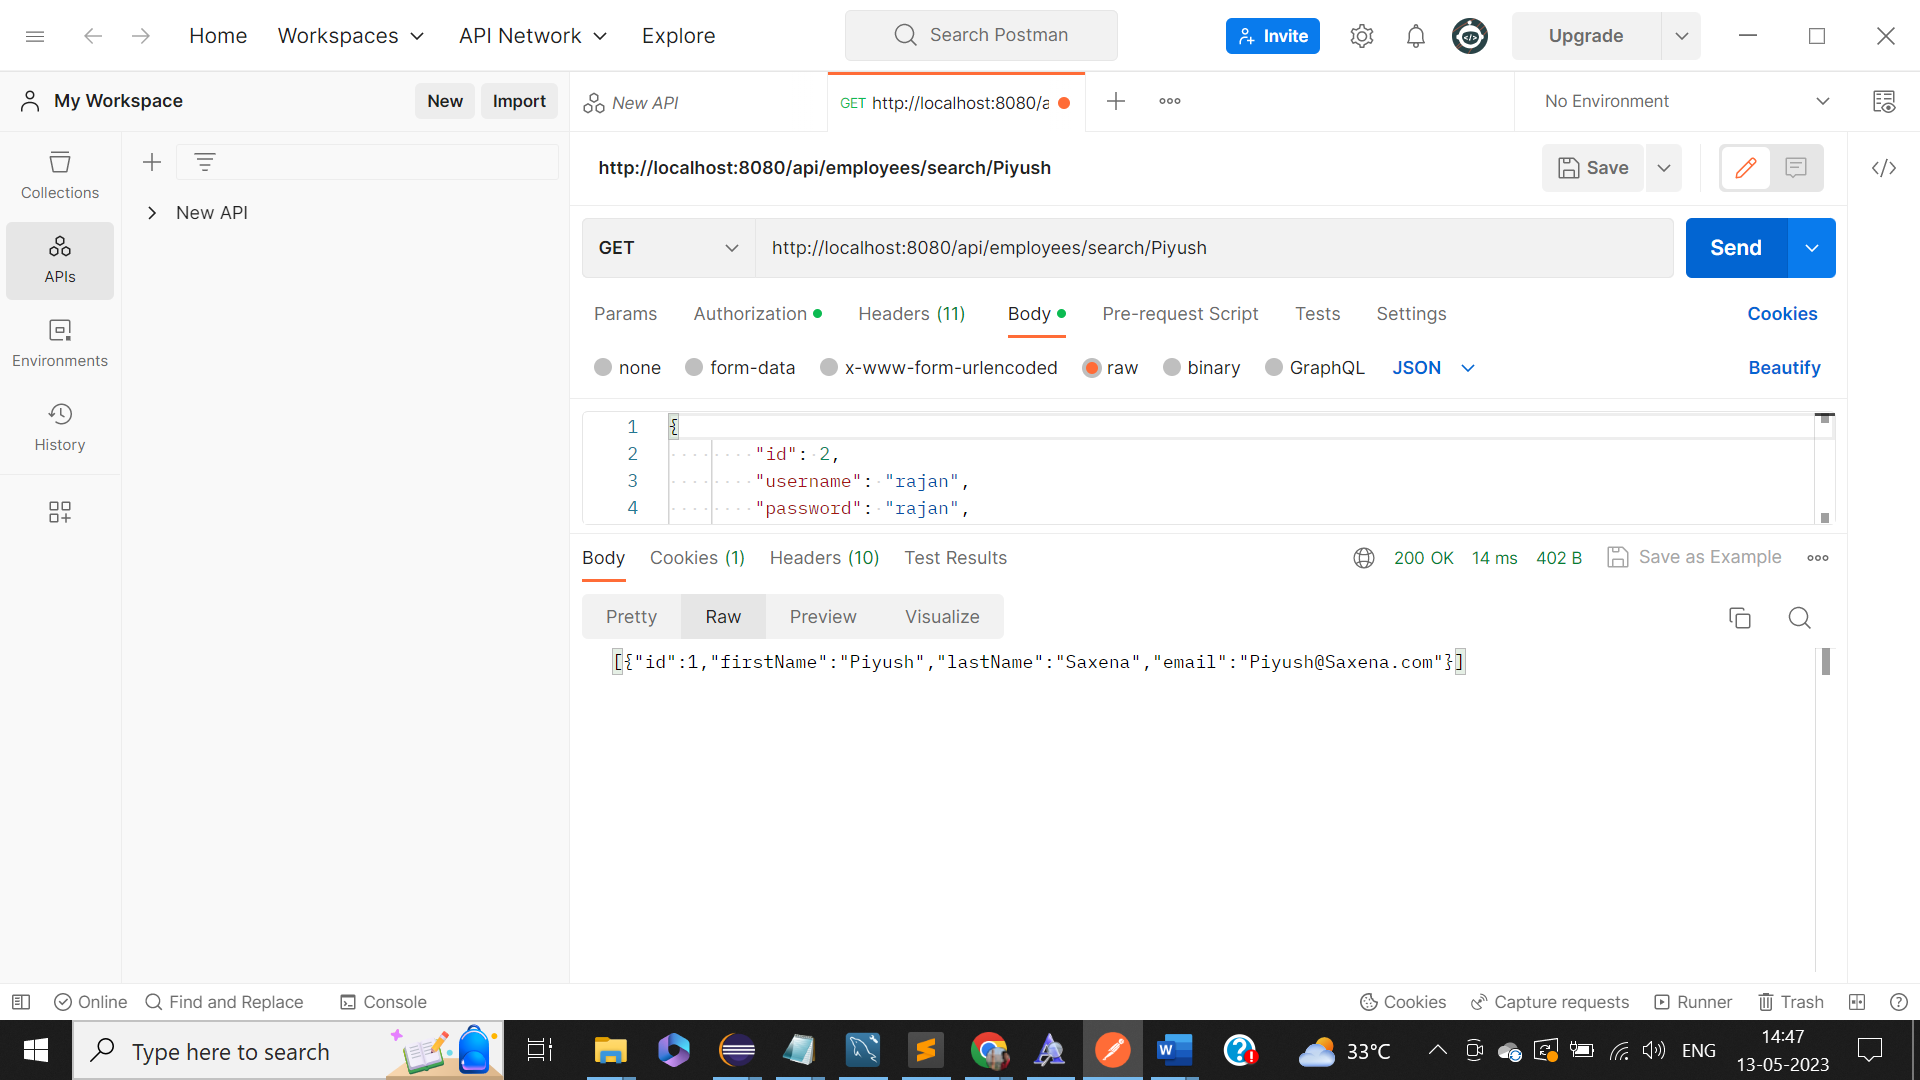 Home Workspaces API Network Explore Search Postman Invite Upgrade
My Workspace New Import New API GET http://localhost:8080/a No Environment
Collections
New API
APIs
Environments
History
http://localhost:8080/api/employees/search/Piyush Save
GET http://localhost:8080/api/employees/search/Piyush Send
Params Authorization Headers (11) Body Pre-request Script Tests Settings Cookies
none form-data x-www-form-urlencoded raw binary GraphQL JSON Beautify
1 {
2 "id": 2,
3 "username": "rajan",
4 "password": "rajan",
Body Cookies (1) Headers (10) Test Results 200 OK 14 ms 402 B Save as Example
Pretty Raw Preview Visualize
[{"id":1,"firstName":"Piyush","lastName":"Saxena","email":"Piyush@Saxena.com"}]
Online Find and Replace Console Cookies Capture requests Runner Trash
Type here to search 33°C ENG 14:47
13-05-2023